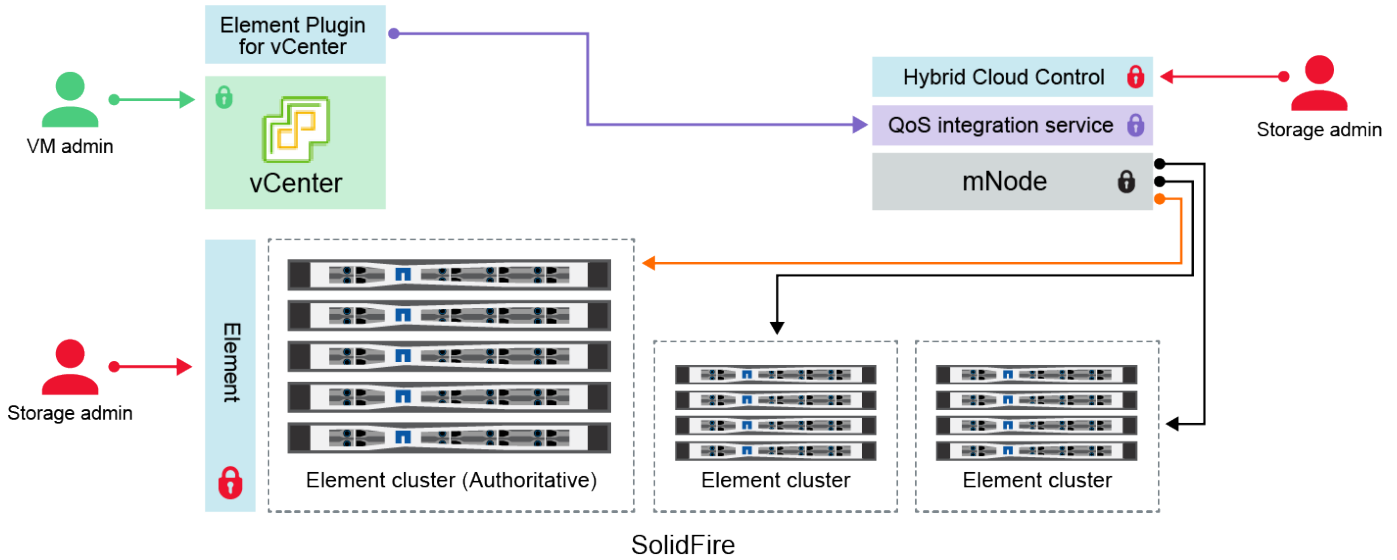 Element Plugin
for vCenter
VM admin
vCenter
Hybrid Cloud Control
QoS integration service
mNode
Storage admin
Element
Storage admin
Element cluster (Authoritative)
Element cluster
Element cluster
SolidFire